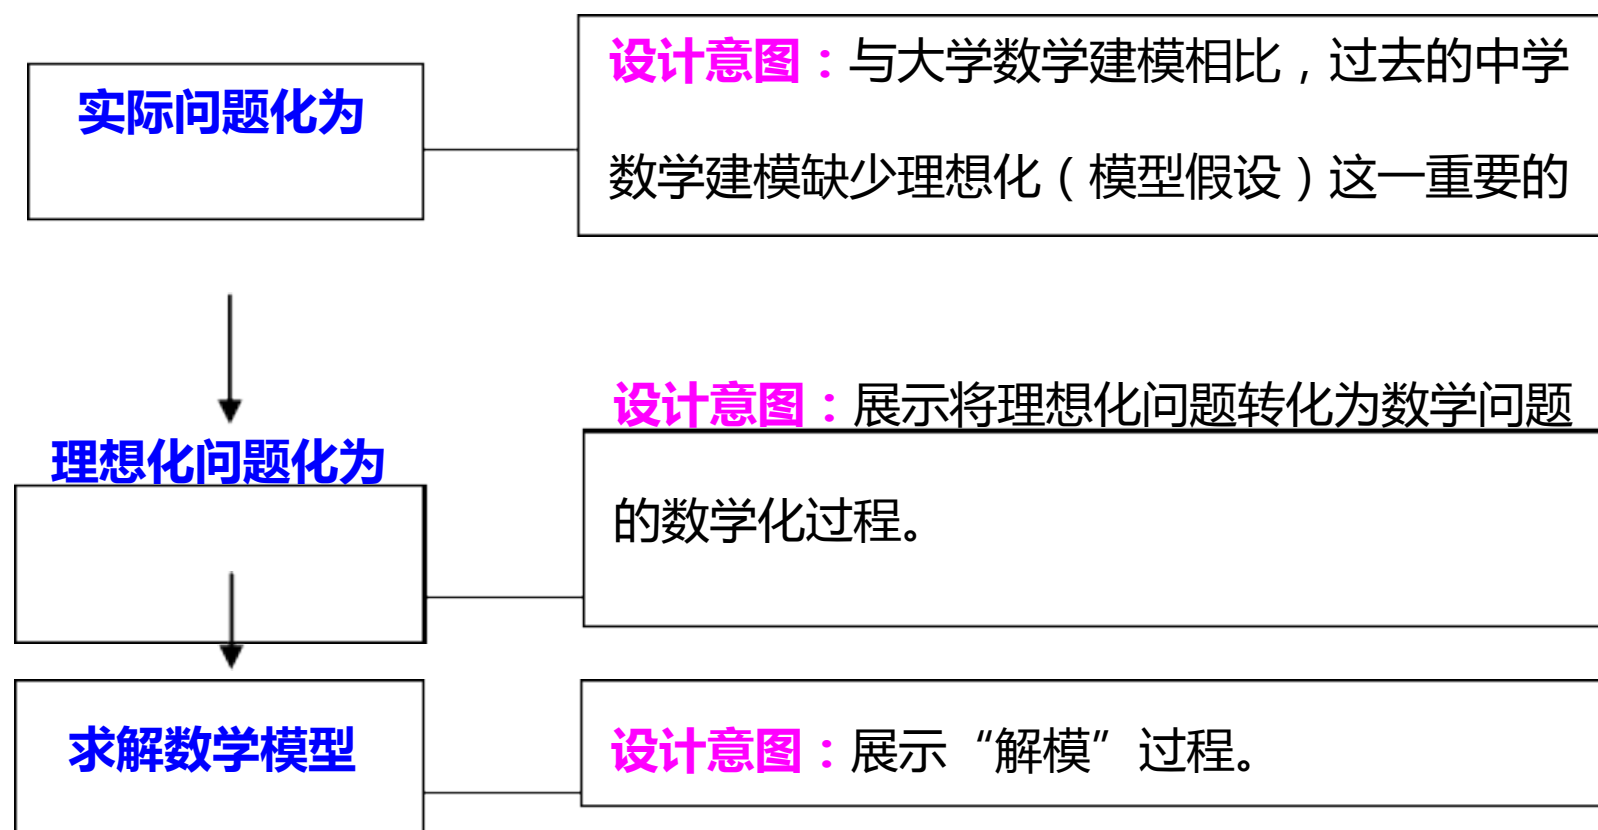 实际问题化为
设计意图：与大学数学建模相比，过去的中学
数学建模缺少理想化（模型假设）这一重要的
理想化问题化为
设计意图：展示将理想化问题转化为数学问题
的数学化过程。
求解数学模型
设计意图：展示“解模”过程。